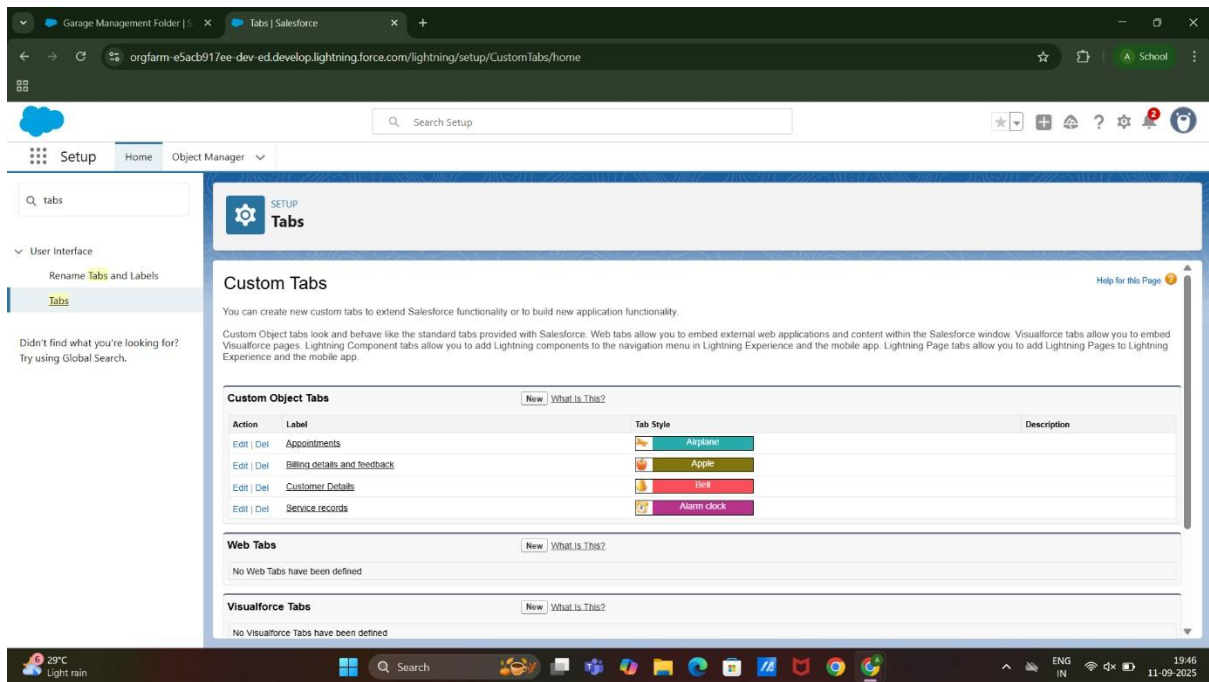 Garage Management Folder | S
Tabs | Salesforce
orgfarm-e5acb917ee-dev-ed.develop.lightning.force.com/lightning/setup/CustomTabs/home
A School
Search Setup
2
Setup Home Object Manager
tabs
User Interface
Rename Tabs and Labels
Tabs
Didn't find what you're looking for?
Try using Global Search.
SETUP
Tabs
Custom Tabs
Help for this Page ?
You can create new custom tabs to extend Salesforce functionality or to build new application functionality.
Custom Object tabs look and behave like the standard tabs provided with Salesforce. Web tabs allow you to embed external web applications and content within the Salesforce window. Visualforce tabs allow you to embed
Visualforce pages. Lightning Component tabs allow you to add Lightning components to the navigation menu in Lightning Experience and the mobile app. Lightning Page tabs allow you to add Lightning Pages to Lightning
Experience and the mobile app.
Custom Object Tabs New What Is This?
Action Label Tab Style Description
Edit | Del Appointments Airplane
Edit | Del Billing details and feedback Apple
Edit | Del Customer Details Bell
Edit | Del Service records Alarm clock
Web Tabs New What Is This?
No Web Tabs have been defined
Visualforce Tabs New What Is This?
No Visualforce Tabs have been defined
6
29°C
Light rain
Search
ENG
IN
19:46
11-09-2025